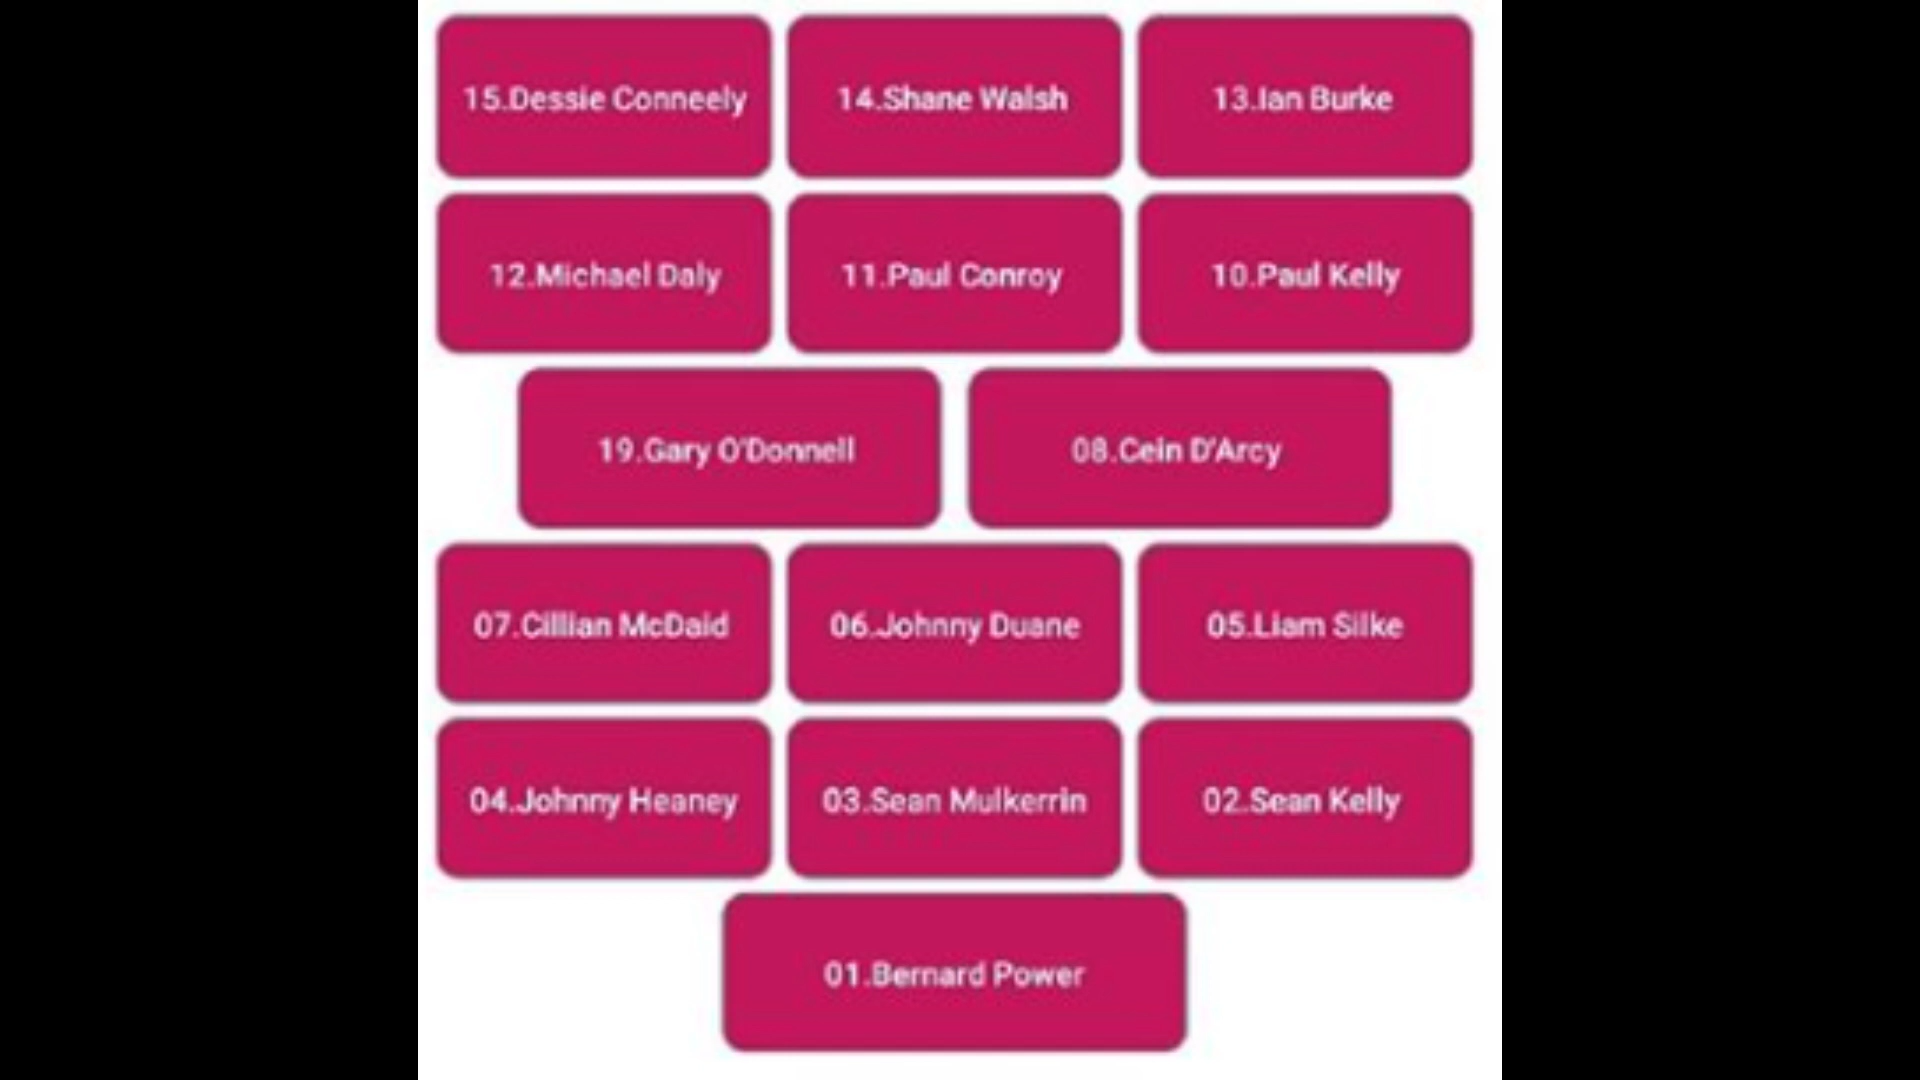 15.Dessie Conneely
14.Shane Walsh
13.Ian Burke
12.Michael Daly
11.Paul Conroy
10.Paul Kelly
19.Gary O'Donnell
08.Cein D'Arcy
07.Cillian McDaid
06.Johnny Duane
05.Liam Silke
04.Johnny Heaney
03.Sean Mulkerrin
02.Sean Kelly
01.Bernard Power